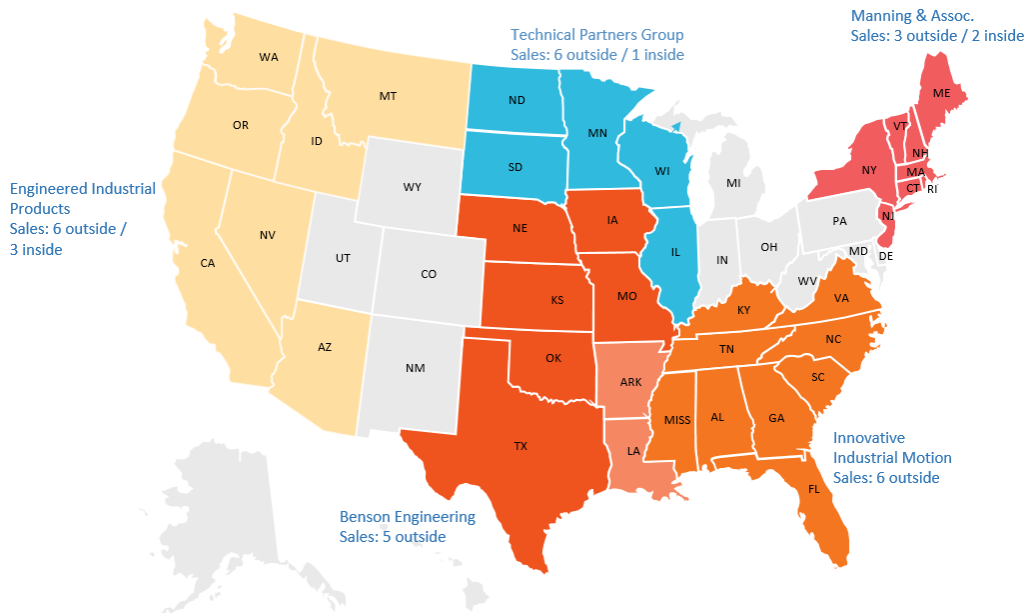 Manning & Assoc.
Sales: 3 outside / 2 inside
Technical Partners Group
Sales: 6 outside / 1 inside
WA
MT
ND
MN
ME
OR
ID
SD
WI
MI
VT
NH
NY
MA
CT
RI
Engineered Industrial
Products
Sales: 6 outside /
3 inside
WY
NE
IA
PA
NJ
NV
CA
UT
CO
IL
IN
OH
MD
DE
WV
KS
MO
KY
VA
AZ
NM
OK
ARK
TN
NC
SC
TX
LA
MISS
AL
GA
FL
Innovative
Industrial Motion
Sales: 6 outside
Benson Engineering
Sales: 5 outside